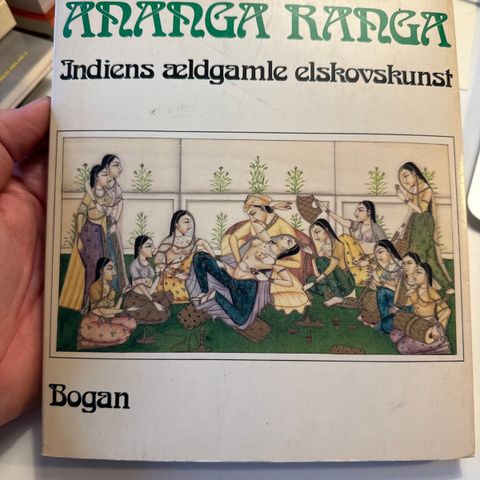 ANANGA RANGA
Indiens ældgamle elskovskunst
Bogan